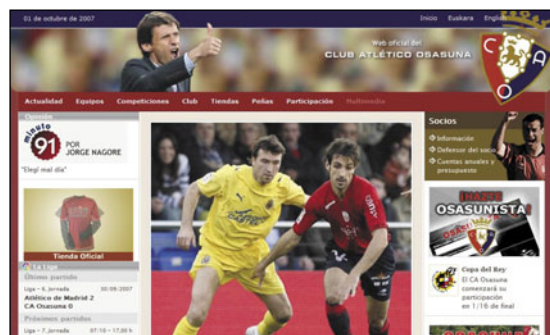 01 de octubre de 2007
Inicio Euskara English
Web oficial del
CLUB ATLÉTICO OSASUNA
C A O
Actualidad Equipos Competiciones Club Tiendas Peñas Participación Multimedia
Opinión
minuto
91
POR
JORGE NAGORE
"Elegí mal día"
Tienda Oficial
La Liga
Último partido
Liga - 6, Jornada 30-09-2007
Atlético de Madrid 2
CA Osasuna 0
Próximos partidos
Liga - 7, Jornada 07-10 - 17,00 h
Socios
Información
Defensor del socio
Cuentas anuales y
presupuesto
¡HAZTE
OSASUNISTA!
Copa del Rey
El CA Osasuna
comenzará su
participación
en 1/16 de final